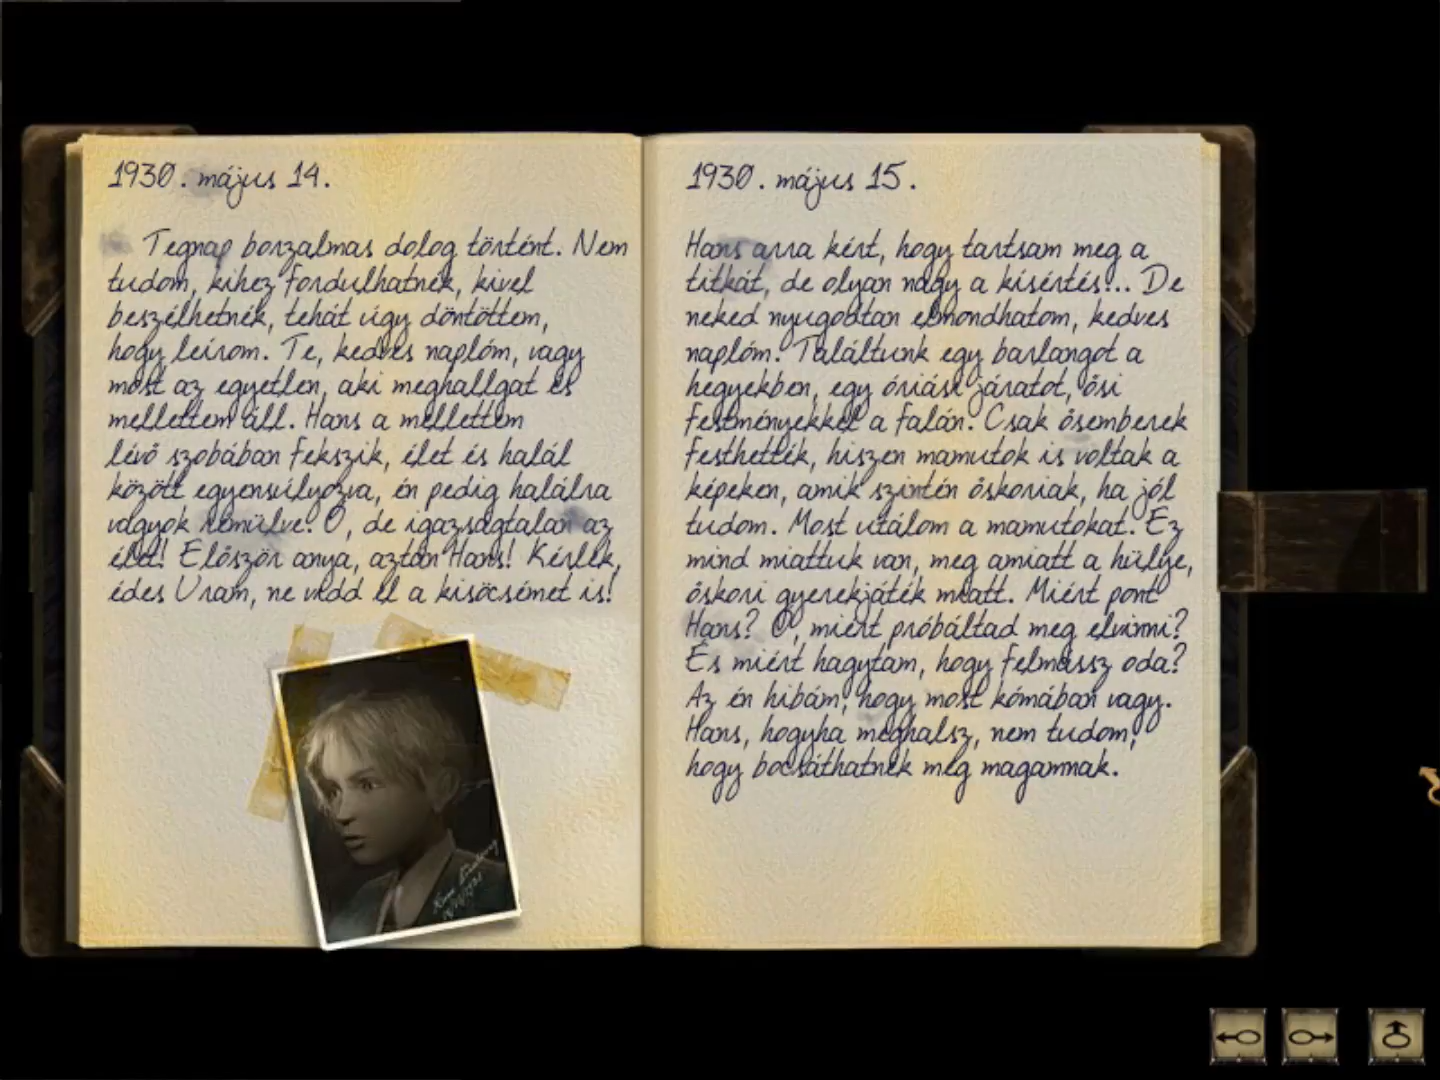 1930. május 14.
Tegnap borzalmas dolog történt. Nem
tudom, kihez fordulhatnék, kivel
beszélhetnék, tehát úgy döntöttem,
hogy leírom. Te, kedves naplóm, vagy
most az egyetlen, aki meghallgat és
mellettem áll. Hans a mellettem
lévő szobában fekszik, élet és halál
között egyensúlyozva, én pedig halálra
vagyok rémülve. Ó, de igazságtalan az
élet! Először anya, aztán Hans! Kérlek,
édes Uram, ne vedd el a kisöcsémet is!
1930. május 15.
Hans arra kért, hogy tartsam meg a
titkát, de olyan nagy a kísértés!.. De
neked nyugodtan elmondhatom, kedves
naplóm. Találtunk egy barlangot a
hegyekben, egy óriási járatot, ősi
festményekkel a falán. Csak ősemberek
festhették, hiszen mamutok is voltak a
képeken, amik szintén őskoriak, ha jól
tudom. Most utálom a mamutokat. Ez
mind miattuk van, meg amiatt a hülye,
őskori gyerekjáték miatt. Miért pont
Hans? Ó, miért próbáltad meg elvinni?
És miért hagytam, hogy felmássz oda?
Az én hibám, hogy most kómában vagy.
Hans, hogyha meghalsz, nem tudom,
hogy bocsáthatnék meg magamnak.